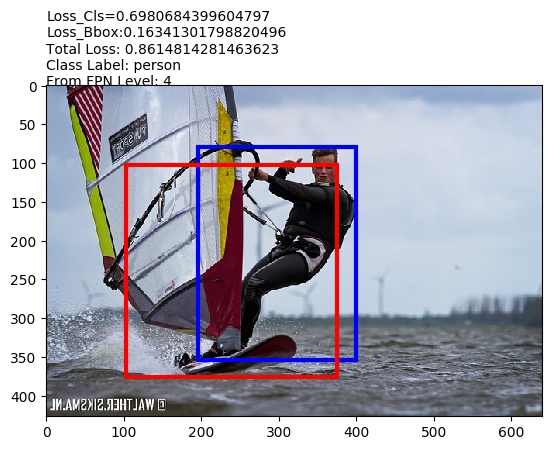 Loss_Cls=0.6980684399604797
Loss_Bbox:0.16341301798820496
Total Loss: 0.8614814281463623
Class Label: person
From FPN Level: 4
0
50
100
150
200
250
300
350
400
© WALTHER.SIKSMA.NL
0 100 200 300 400 500 600